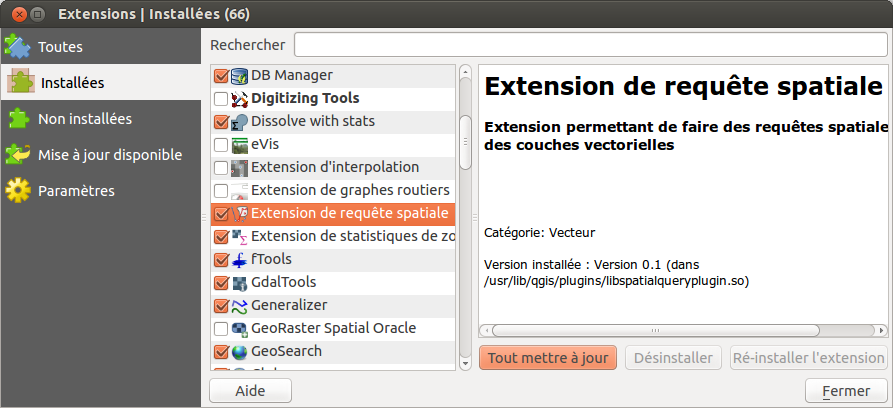 Extensions | Installées (66)
Toutes
Installées
Non installées
Mise à jour disponible
Paramètres
Rechercher
DB Manager
Digitizing Tools
Dissolve with stats
eVis
Extension d'interpolation
Extension de graphes routiers
Extension de requête spatiale
Extension de statistiques de zo
fTools
GdalTools
Generalizer
GeoRaster Spatial Oracle
GeoSearch
Extension de requête spatiale
Extension permettant de faire des requêtes spatiale
des couches vectorielles
Catégorie: Vecteur
Version installée : Version 0.1 (dans
/usr/lib/qgis/plugins/libspatialqueryplugin.so)
Tout mettre à jour
Désinstaller
Ré-installer l'extension
Aide
Fermer